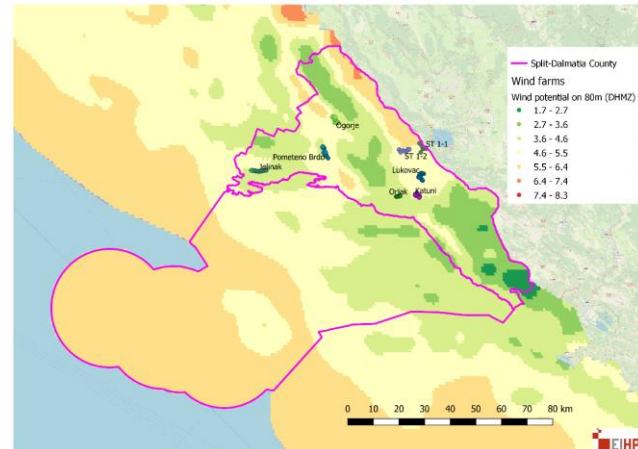 Split-Dalmatia County
Wind farms
Wind potential on 80m (DHMZ)
1.7 - 2.7
2.7 - 3.6
3.6 - 4.6
4.6 - 5.5
5.5 - 6.4
6.4 - 7.4
7.4 - 8.3
Ogorje
ST 1-1
Pometeno Brdo
ST 1-2
Jelinak
Lukovac
Orjak
Katuni
0 10 20 30 40 50 60 70 80 km
EIHP